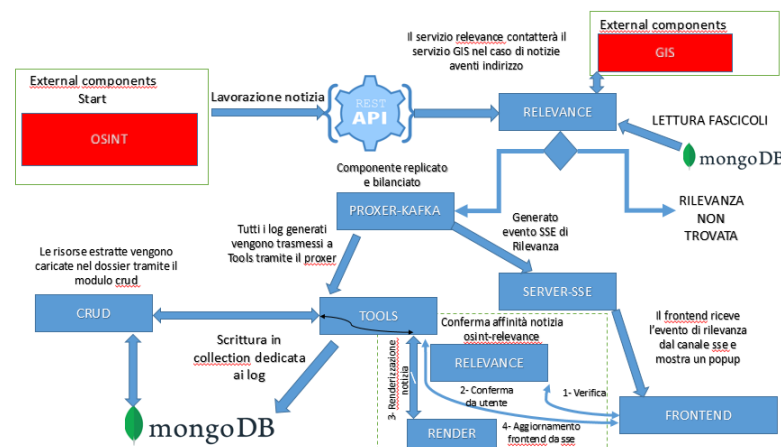 Il servizio relevance contatterà il
servizio GIS nel caso di notizie
aventi indirizzo
External components
GIS
External components
Start
OSINT
Lavorazione notizia
REST
API
RELEVANCE
LETTURA FASCICOLI
mongoDB
Componente replicato
e bilanciato
PROXER-KAFKA
RILEVANZA
NON
TROVATA
Tutti i log generati
vengono trasmessi a
Tools tramite il proxer
Generato
evento SSE di
Rilevanza
Le risorse estratte vengono
caricate nel dossier tramite il
modulo crud
SERVER-SSE
CRUD
TOOLS
Il frontend riceve
l'evento di rilevanza
dal canale sse e
mostra un popup
Conferma affinità notizia
osint-relevance
Scrittura in
collection dedicata
ai log
RELEVANCE
3- Renderizzazione
notizia
2- Conferma
da utente
1- Verifica
FRONTEND
mongoDB
RENDER
4- Aggiornamento
frontend da sse